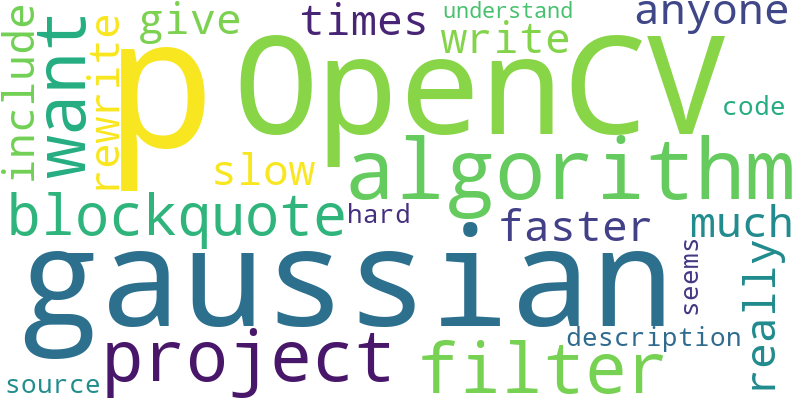 understand
include
want
rewrite
give
times
write
anyone
p
OpenCV
code
slow
algorithm
blockquote
hard
faster
much
gaussian
seems
really
project
filter
description
source